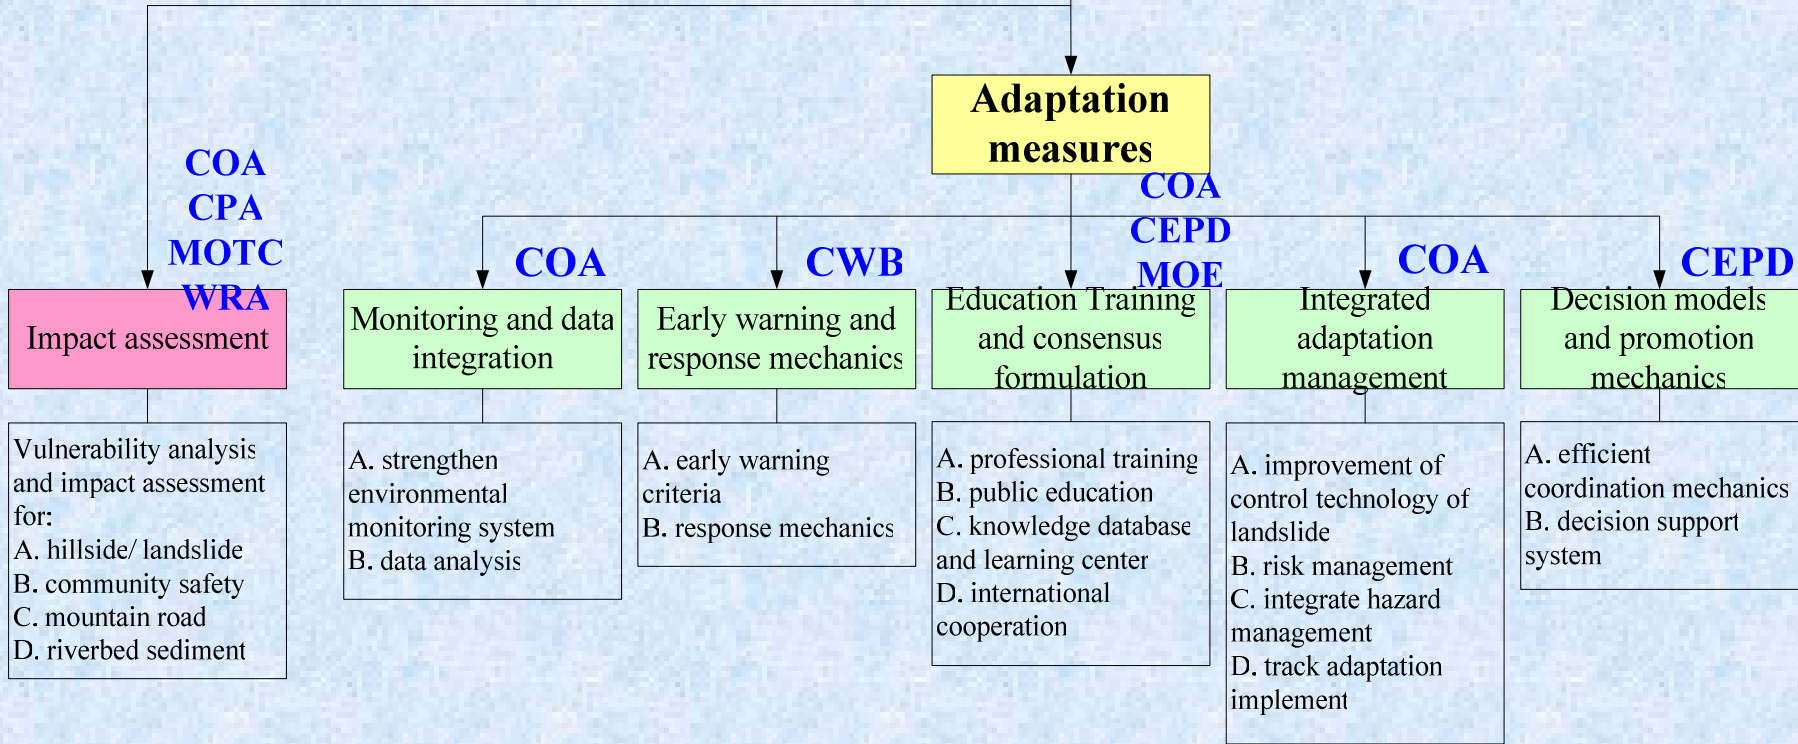 Adaptation
measures
COA
CPA
MOTC
WRA
Impact assessment
Vulnerability analysis
and impact assessment
for:
A. hillside/ landslide
B. community safety
C. mountain road
D. riverbed sediment
COA
Monitoring and data
integration
A. strengthen
environmental
monitoring system
B. data analysis
CWB
Early warning and
response mechanics
A. early warning
criteria
B. response mechanics
COA
CEPD
MOE
Education Training
and consensus
formulation
A. professional training
B. public education
C. knowledge database
and learning center
D. international
cooperation
COA
Integrated
adaptation
management
A. improvement of
control technology of
landslide
B. risk management
C. integrate hazard
management
D. track adaptation
implement
CEPD
Decision models
and promotion
mechanics
A. efficient
coordination mechanics
B. decision support
system